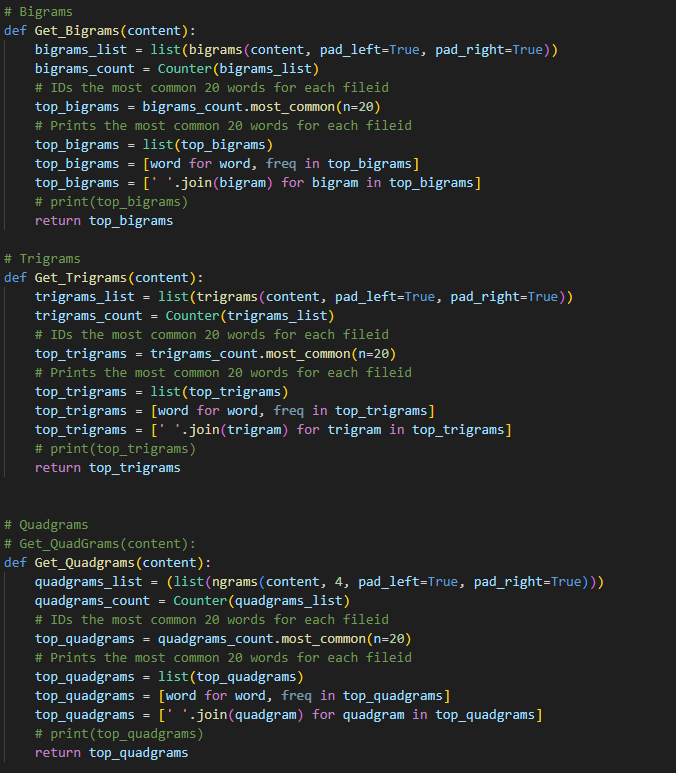 # Bigrams
def Get_Bigrams(content):
    bigrams_list = list(bigrams(content, pad_left=True, pad_right=True))
    bigrams_count = Counter(bigrams_list)
    # IDs the most common 20 words for each fileid
    top_bigrams = bigrams_count.most_common(n=20)
    # Prints the most common 20 words for each fileid
    top_bigrams = list(top_bigrams)
    top_bigrams = [word for word, freq in top_bigrams]
    top_bigrams = [' '.join(bigram) for bigram in top_bigrams]
    # print(top_bigrams)
    return top_bigrams

# Trigrams
def Get_Trigrams(content):
    trigrams_list = list(trigrams(content, pad_left=True, pad_right=True))
    trigrams_count = Counter(trigrams_list)
    # IDs the most common 20 words for each fileid
    top_trigrams = trigrams_count.most_common(n=20)
    # Prints the most common 20 words for each fileid
    top_trigrams = list(top_trigrams)
    top_trigrams = [word for word, freq in top_trigrams]
    top_trigrams = [' '.join(trigram) for trigram in top_trigrams]
    # print(top_trigrams)
    return top_trigrams


# Quadgrams
# Get_QuadGrams(content):
def Get_Quadgrams(content):
    quadgrams_list = (list(ngrams(content, 4, pad_left=True, pad_right=True)))
    quadgrams_count = Counter(quadgrams_list)
    # IDs the most common 20 words for each fileid
    top_quadgrams = quadgrams_count.most_common(n=20)
    # Prints the most common 20 words for each fileid
    top_quadgrams = list(top_quadgrams)
    top_quadgrams = [word for word, freq in top_quadgrams]
    top_quadgrams = [' '.join(quadgram) for quadgram in top_quadgrams]
    # print(top_quadgrams)
    return top_quadgrams